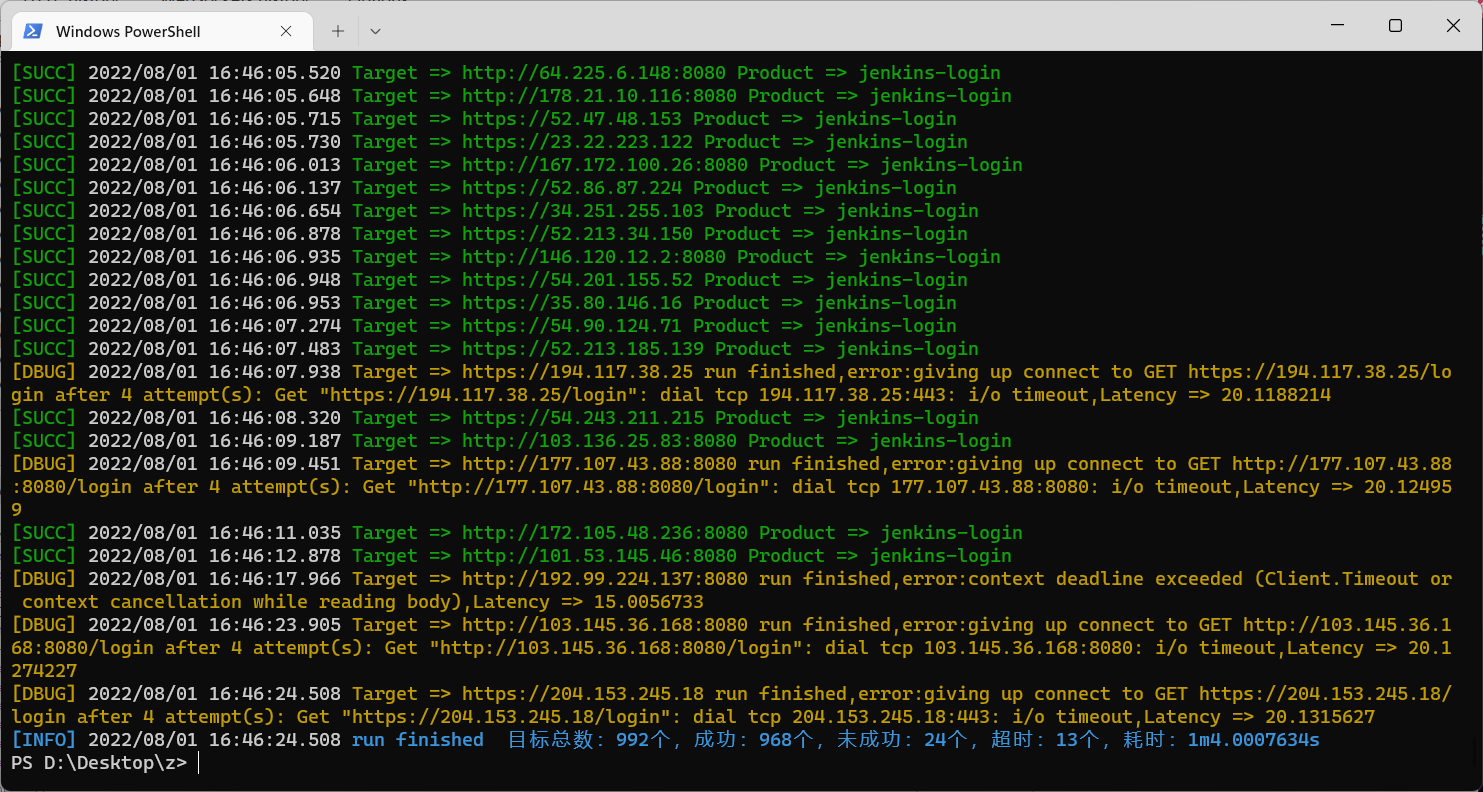 Windows PowerShell
[SUCC] 2022/08/01 16:46:05.520 Target => http://64.225.6.148:8080 Product => jenkins-login
[SUCC] 2022/08/01 16:46:05.648 Target => http://178.21.10.116:8080 Product => jenkins-login
[SUCC] 2022/08/01 16:46:05.715 Target => https://52.47.48.153 Product => jenkins-login
[SUCC] 2022/08/01 16:46:05.730 Target => https://23.22.223.122 Product => jenkins-login
[SUCC] 2022/08/01 16:46:06.013 Target => http://167.172.100.26:8080 Product => jenkins-login
[SUCC] 2022/08/01 16:46:06.137 Target => https://52.86.87.224 Product => jenkins-login
[SUCC] 2022/08/01 16:46:06.654 Target => https://34.251.255.103 Product => jenkins-login
[SUCC] 2022/08/01 16:46:06.878 Target => https://52.213.34.150 Product => jenkins-login
[SUCC] 2022/08/01 16:46:06.935 Target => http://146.120.12.2:8080 Product => jenkins-login
[SUCC] 2022/08/01 16:46:06.948 Target => https://54.201.155.52 Product => jenkins-login
[SUCC] 2022/08/01 16:46:06.953 Target => https://35.80.146.16 Product => jenkins-login
[SUCC] 2022/08/01 16:46:07.274 Target => https://54.90.124.71 Product => jenkins-login
[SUCC] 2022/08/01 16:46:07.483 Target => https://52.213.185.139 Product => jenkins-login
[DBUG] 2022/08/01 16:46:07.938 Target => https://194.117.38.25 run finished,error:giving up connect to GET https://194.117.38.25/lo
gin after 4 attempt(s): Get "https://194.117.38.25/login": dial tcp 194.117.38.25:443: i/o timeout,Latency => 20.1188214
[SUCC] 2022/08/01 16:46:08.320 Target => https://54.243.211.215 Product => jenkins-login
[SUCC] 2022/08/01 16:46:09.187 Target => http://103.136.25.83:8080 Product => jenkins-login
[DBUG] 2022/08/01 16:46:09.451 Target => http://177.107.43.88:8080 run finished,error:giving up connect to GET http://177.107.43.88
:8080/login after 4 attempt(s): Get "http://177.107.43.88:8080/login": dial tcp 177.107.43.88:8080: i/o timeout,Latency => 20.12495
9
[SUCC] 2022/08/01 16:46:11.035 Target => http://172.105.48.236:8080 Product => jenkins-login
[SUCC] 2022/08/01 16:46:12.878 Target => http://101.53.145.46:8080 Product => jenkins-login
[DBUG] 2022/08/01 16:46:17.966 Target => http://192.99.224.137:8080 run finished,error:context deadline exceeded (Client.Timeout or
context cancellation while reading body),Latency => 15.0056733
[DBUG] 2022/08/01 16:46:23.905 Target => http://103.145.36.168:8080 run finished,error:giving up connect to GET http://103.145.36.1
68:8080/login after 4 attempt(s): Get "http://103.145.36.168:8080/login": dial tcp 103.145.36.168:8080: i/o timeout,Latency => 20.1
274227
[DBUG] 2022/08/01 16:46:24.508 Target => https://204.153.245.18 run finished,error:giving up connect to GET https://204.153.245.18/
login after 4 attempt(s): Get "https://204.153.245.18/login": dial tcp 204.153.245.18:443: i/o timeout,Latency => 20.1315627
[INFO] 2022/08/01 16:46:24.508 run finished  目标总数: 992个, 成功: 968个, 未成功: 24个, 超时: 13个, 耗时: 1m4.0007634s
PS D:\Desktop\z>